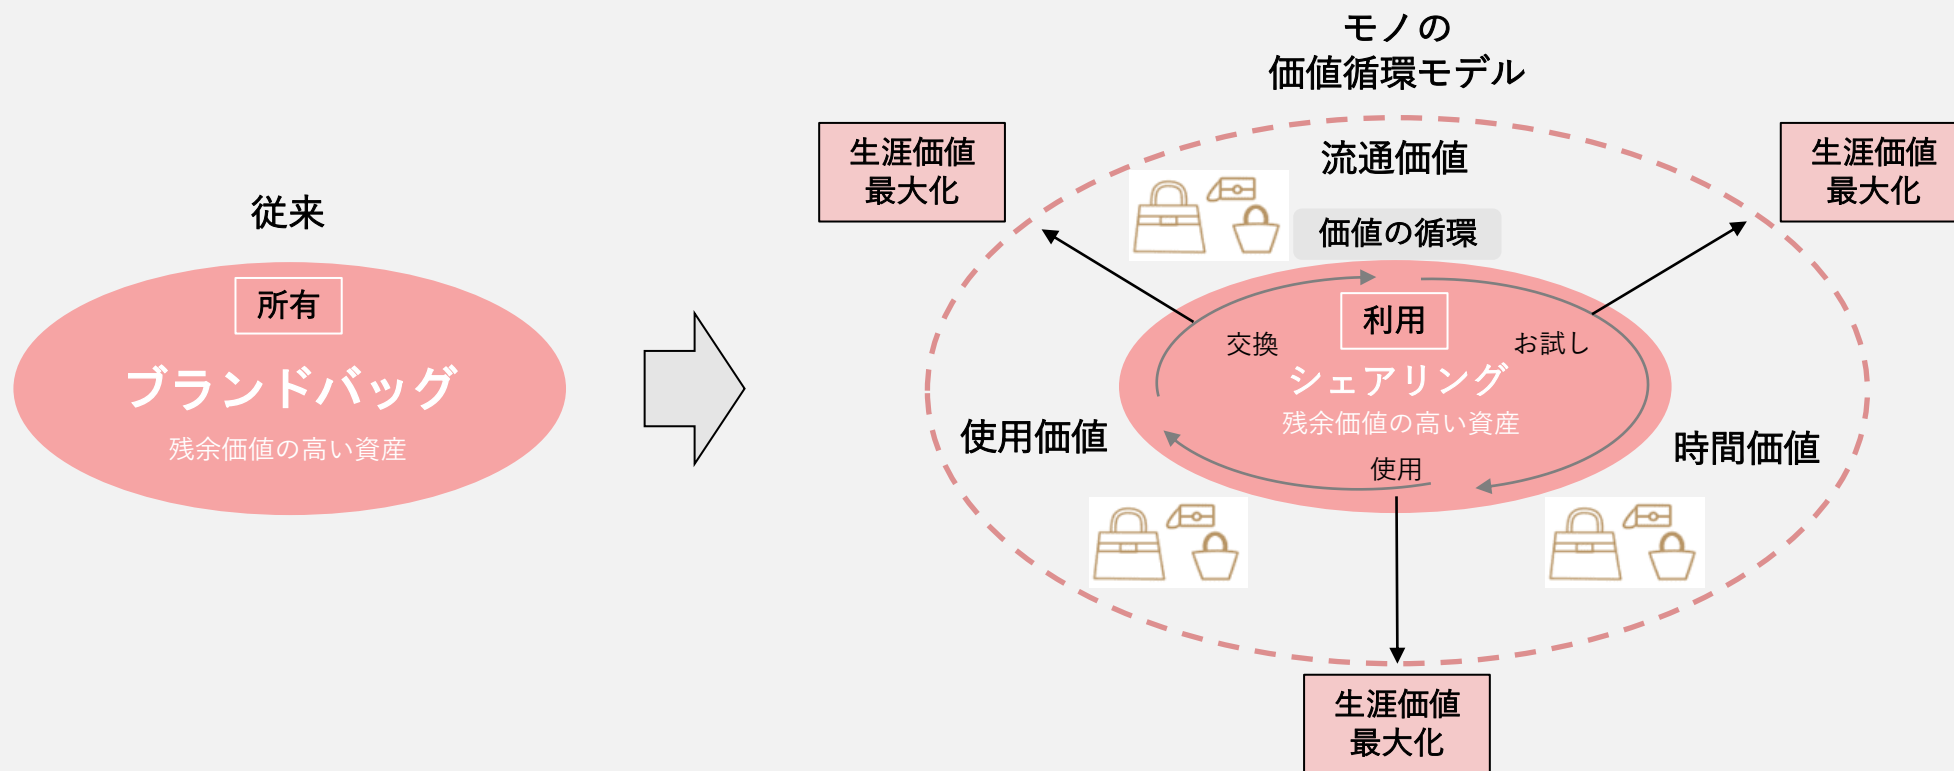 従来
所有
ブランドバッグ
残余価値の高い資産
モノの
価値循環モデル
生涯価値
最大化
流通価値
生涯価値
最大化
価値の循環
利用
交換
お試し
シェアリング
残余価値の高い資産
使用
使用価値
時間価値
生涯価値
最大化